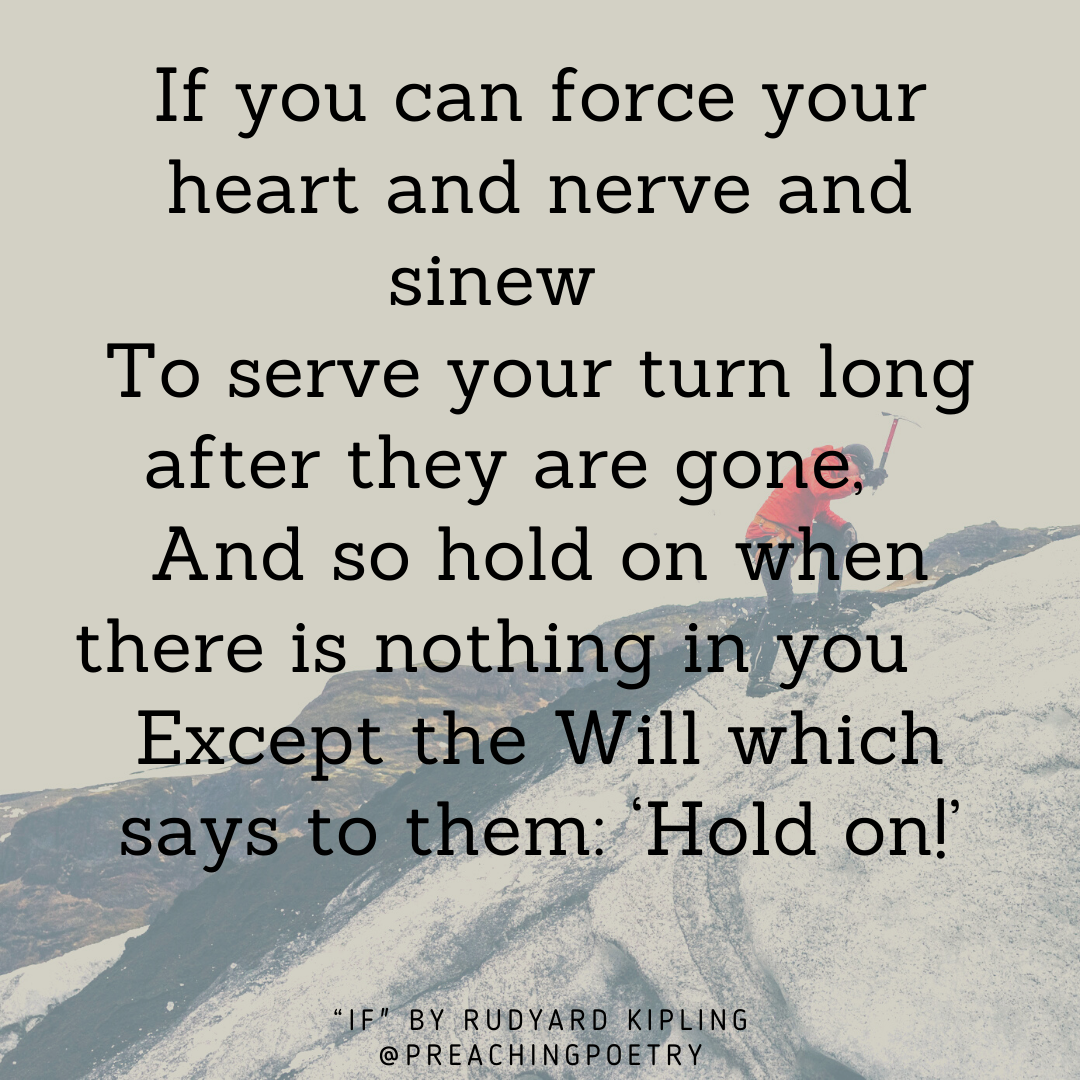 If you can force your
heart and nerve and
sinew
To serve your turn long
after they are gone,
And so hold on when
there is nothing in you
Except the Will which
says to them: ‘Hold on!’
“IF” BY RUDYARD KIPLING
@PREACHINGPOETRY